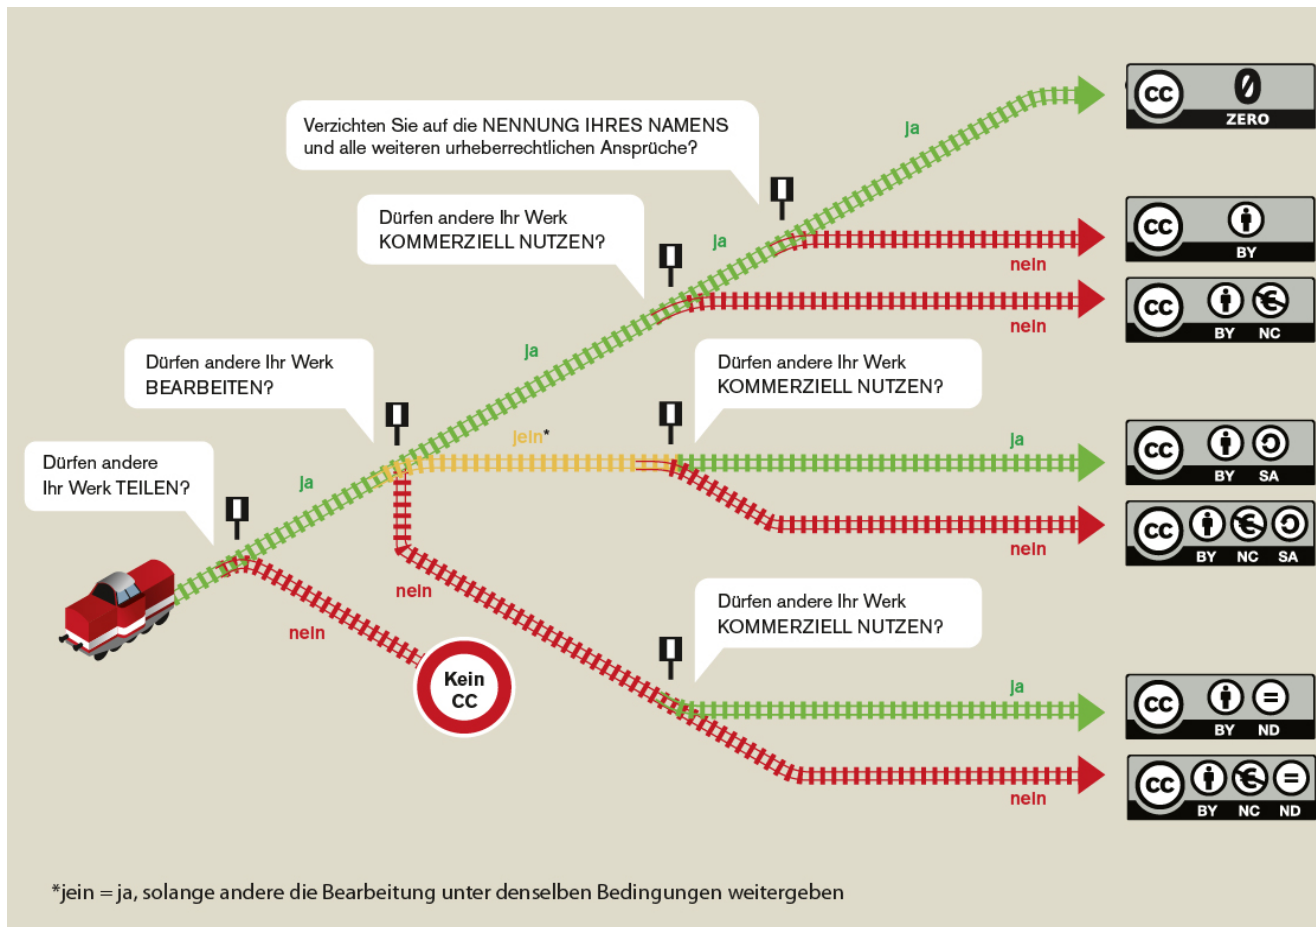 Verzichten Sie auf die NENNUNG IHRES NAMENS
und alle weiteren urheberrechtlichen Ansprüche?
ja
cc
0
ZERO
Dürfen andere Ihr Werk
KOMMERZIELL NUTZEN?
ja
nein
cc
BY
nein
cc
BY NC
Dürfen andere Ihr Werk
BEARBEITEN?
ja
Dürfen andere Ihr Werk
KOMMERZIELL NUTZEN?
jein*
ja
cc
BY SA
nein
cc
BY NC SA
Dürfen andere
Ihr Werk TEILEN?
ja
nein
nein
Kein
CC
Dürfen andere Ihr Werk
KOMMERZIELL NUTZEN?
ja
cc
BY ND
nein
cc
BY NC ND
*jein = ja, solange andere die Bearbeitung unter denselben Bedingungen weitergeben